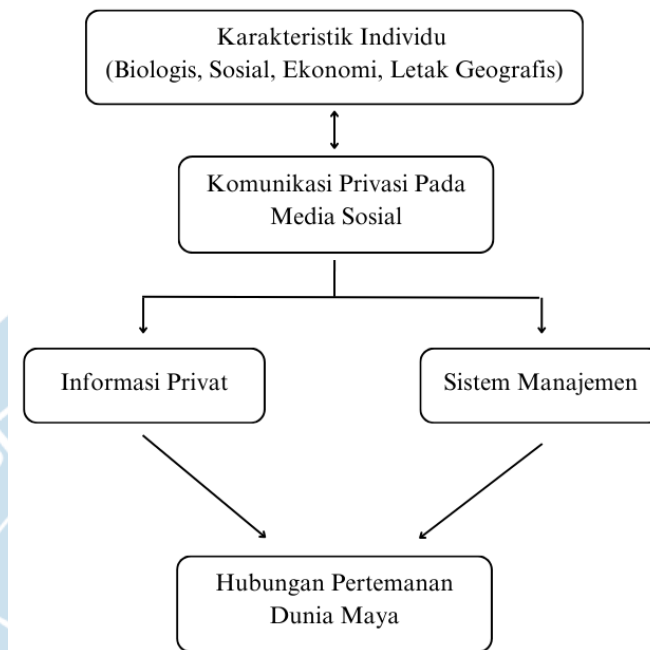 Karakteristik Individu
(Biologis, Sosial, Ekonomi, Letak Geografis)
Komunikasi Privasi Pada
Media Sosial
Informasi Privat
Sistem Manajemen
Hubungan Pertemanan
Dunia Maya